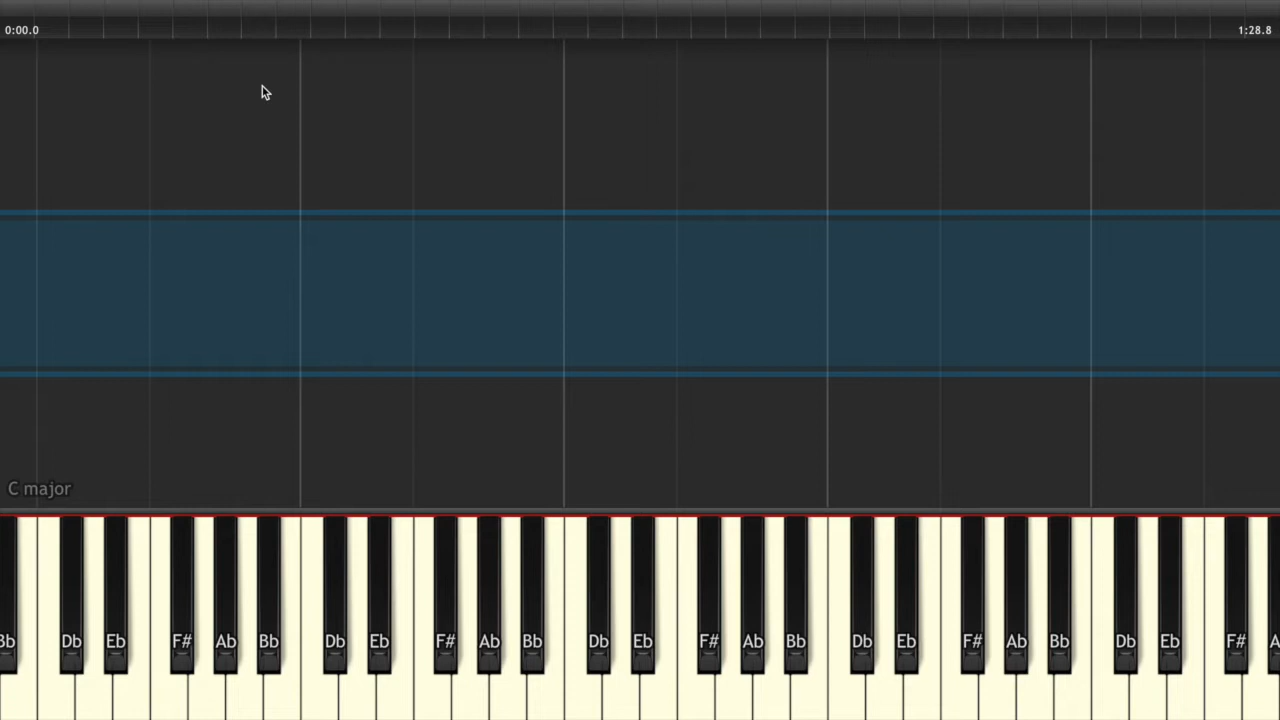 0:00.0 1:28.8
C major
Bb Db Eb F# Ab Bb Db Eb F# Ab Bb Db Eb F# Ab Bb Db Eb F# Ab Bb Db Eb F# A